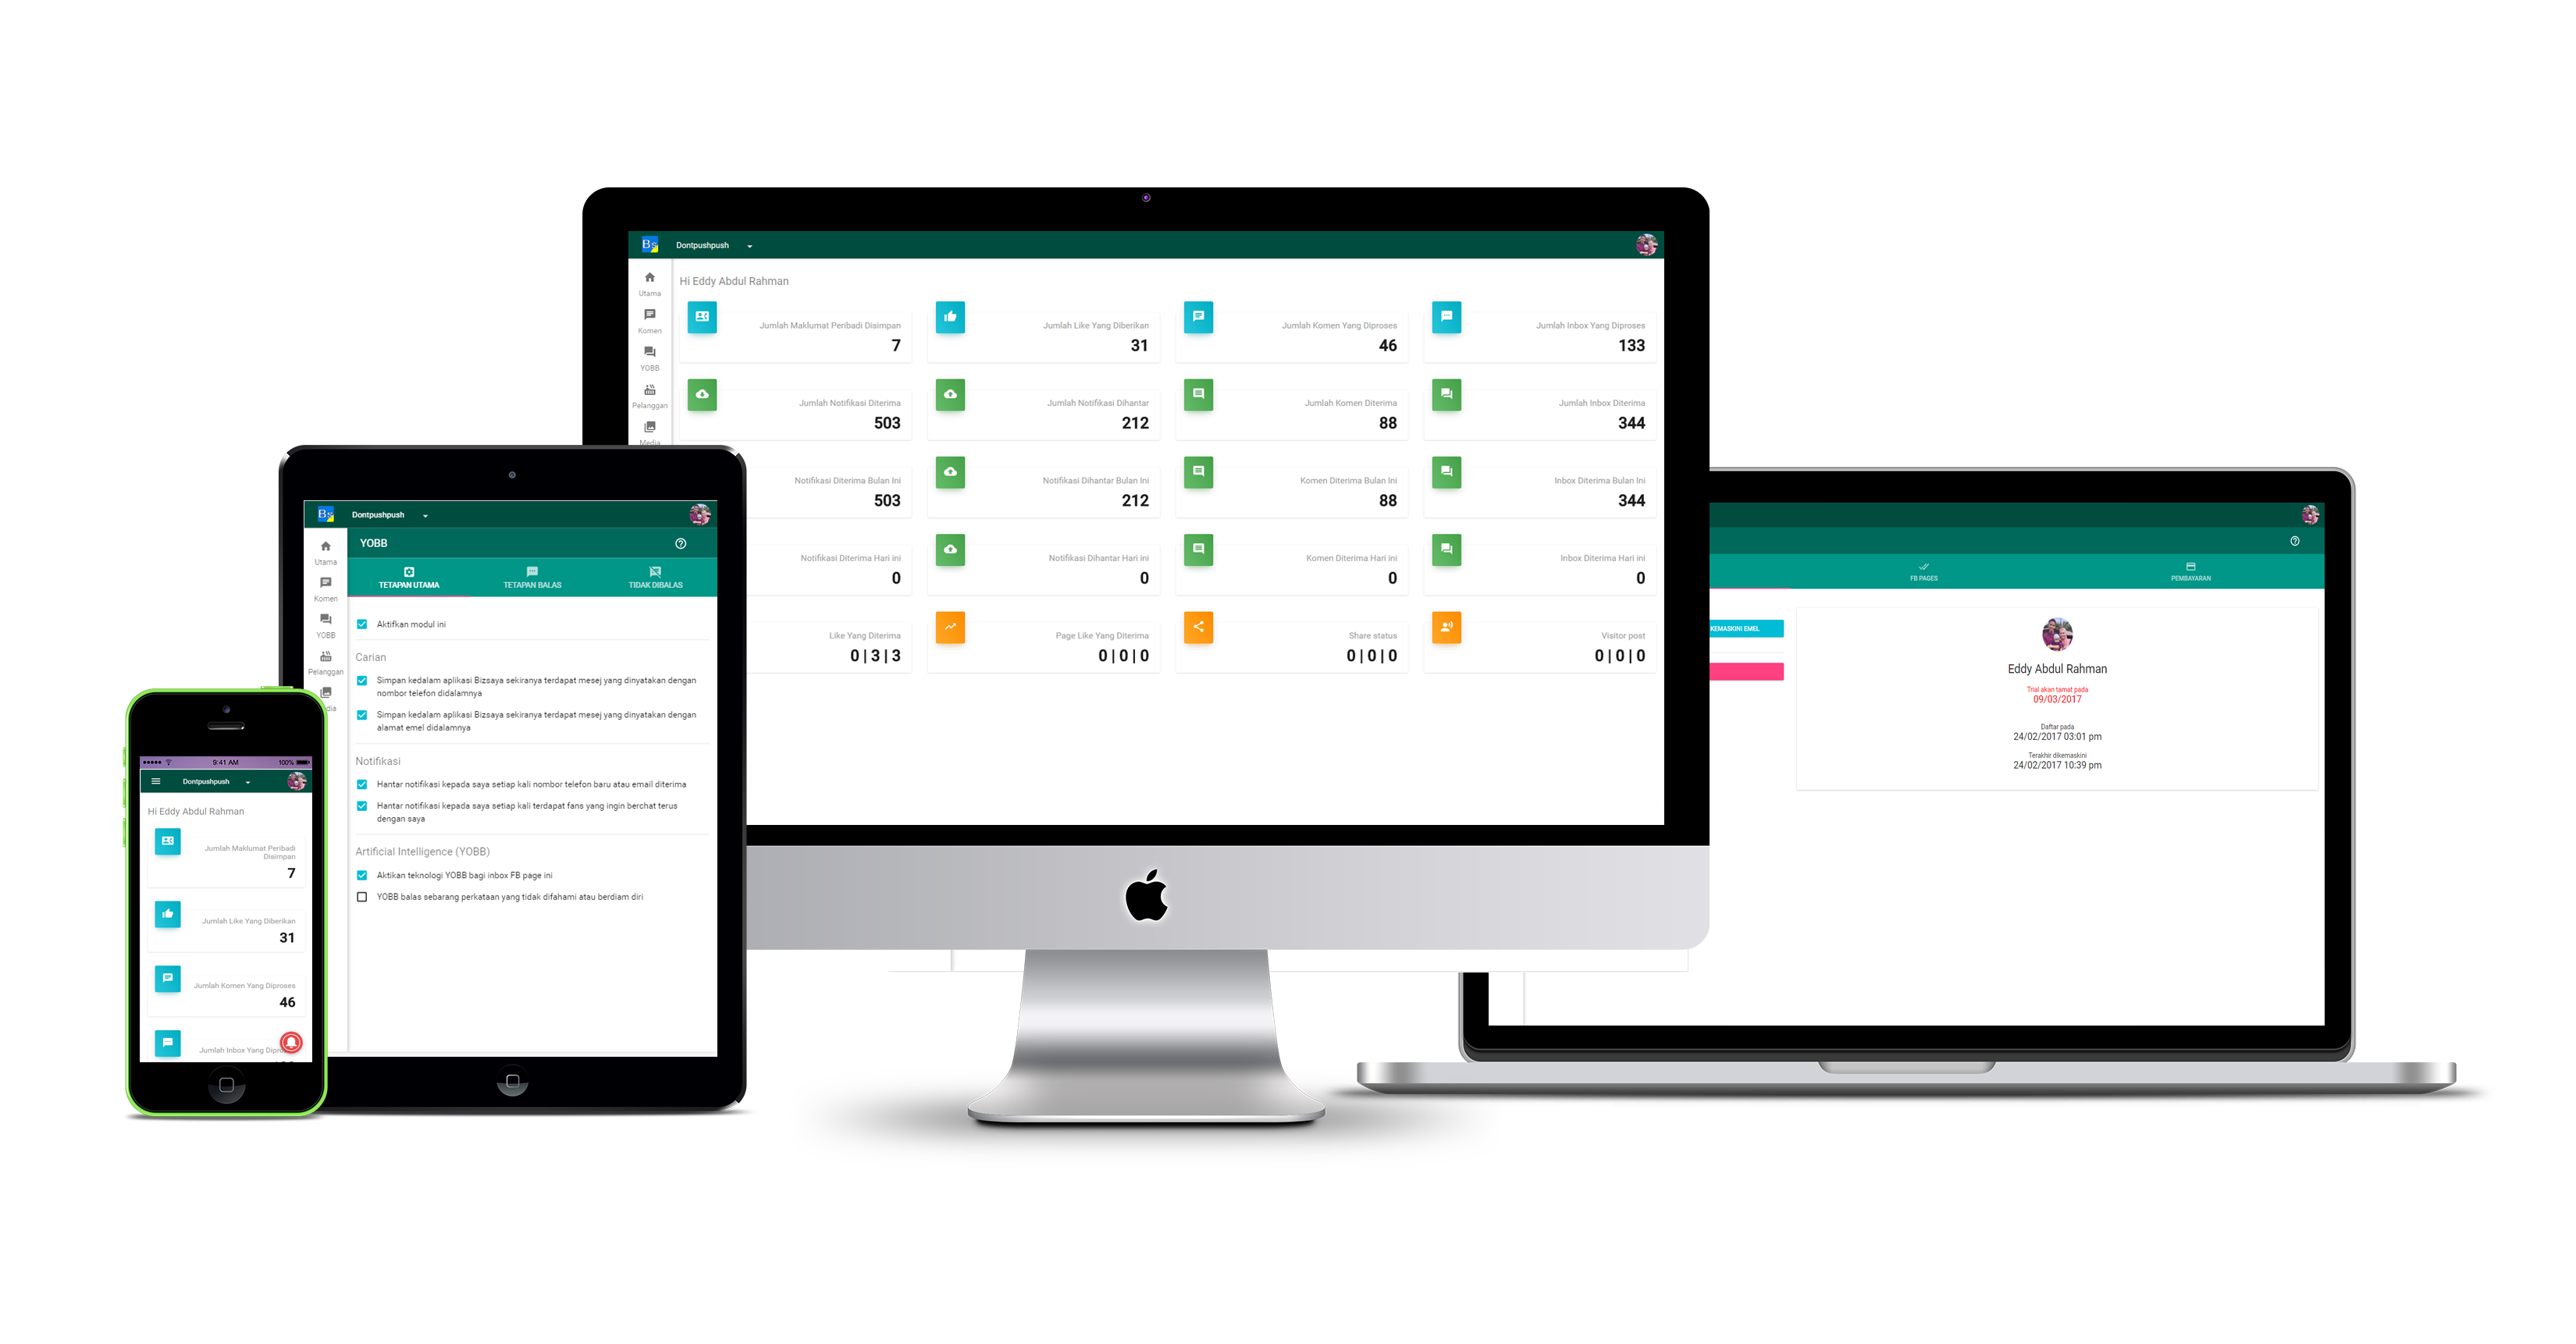 Bs Dontpushpush
Hi Eddy Abdul Rahman
Utama
Komen
YOBB
Pelanggan
Media
Jumlah Maklumat Peribadi Disimpan
7
Jumlah Like Yang Diberikan
31
Jumlah Komen Yang Diproses
46
Jumlah Inbox Yang Diproses
133
Jumlah Notifikasi Diterima
503
Jumlah Notifikasi Dihantar
212
Jumlah Komen Diterima
88
Jumlah Inbox Diterima
344
Notifikasi Diterima Bulan Ini
503
Notifikasi Dihantar Bulan Ini
212
Komen Diterima Bulan Ini
88
Inbox Diterima Bulan Ini
344
Notifikasi Diterima Hari ini
0
Notifikasi Dihantar Hari ini
0
Komen Diterima Hari ini
0
Inbox Diterima Hari ini
0
Like Yang Diterima
0 | 3 | 3
Page Like Yang Diterima
0 | 0 | 0
Share status
0 | 0 | 0
Visitor post
0 | 0 | 0
Bs Dontpushpush
YOBB
Utama
Komen
YOBB
Pelanggan
dia
TETAPAN UTAMA
TETAPAN BALAS
TIDAK DIBALAS
Aktifkan modul ini
Carian
Simpan kedalam aplikasi Bizsaya sekiranya terdapat mesej yang dinyatakan dengan
nombor telefon didalamnya
Simpan kedalam aplikasi Bizsaya sekiranya terdapat mesej yang dinyatakan dengan
alamat emel didalamnya
Notifikasi
Hantar notifikasi kepada saya setiap kali nombor telefon baru atau email diterima
Hantar notifikasi kepada saya setiap kali terdapat fans yang ingin berchat terus
dengan saya
Artificial Intelligence (YOBB)
Aktikan teknologi YOBB bagi inbox FB page ini
YOBB balas sebarang perkataan yang tidak difahami atau berdiam diri
9:41 AM 100%
Dontpushpush
Hi Eddy Abdul Rahman
Jumlah Maklumat Peribadi
Disimpan
7
Jumlah Like Yang Diberikan
31
Jumlah Komen Yang Diproses
46
Jumlah Inbox Yang Dipr
FB PAGES
PEMBAYARAN
KEMASKINI EMEL
Eddy Abdul Rahman
Trial akan tamat pada
09/03/2017
Daftar pada
24/02/2017 03:01 pm
Terakhir dikemaskini
24/02/2017 10:39 pm